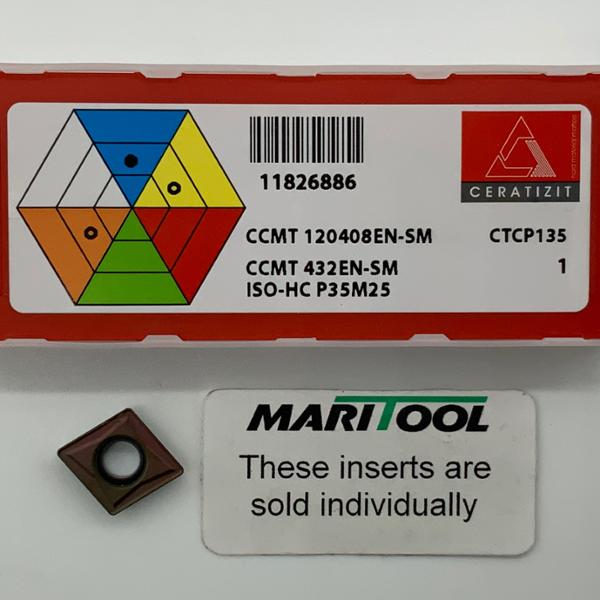 11826886
CERATIZIT
CCMT 120408EN-SM CTCP135
CCMT 432EN-SM 1
ISO-HC P35M25
MARITOOL
These inserts are
sold individually